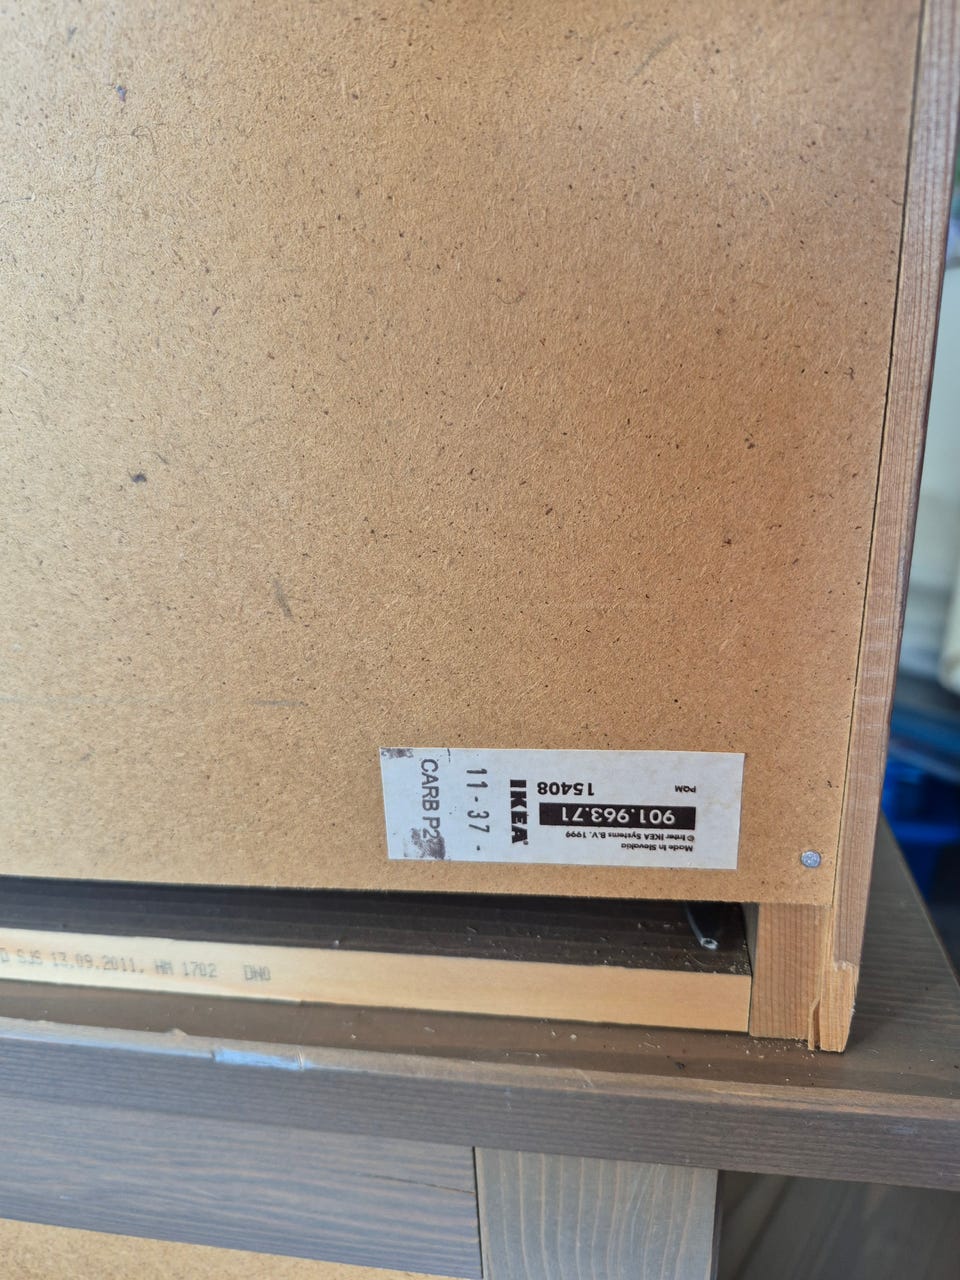 Made in Slovakia
© Inter IKEA Systems B.V. 1999
901.963.71
15408
PQM
IKEA
11-37
CARB P2
SJS 13.09.2011. HM 1702 DNO